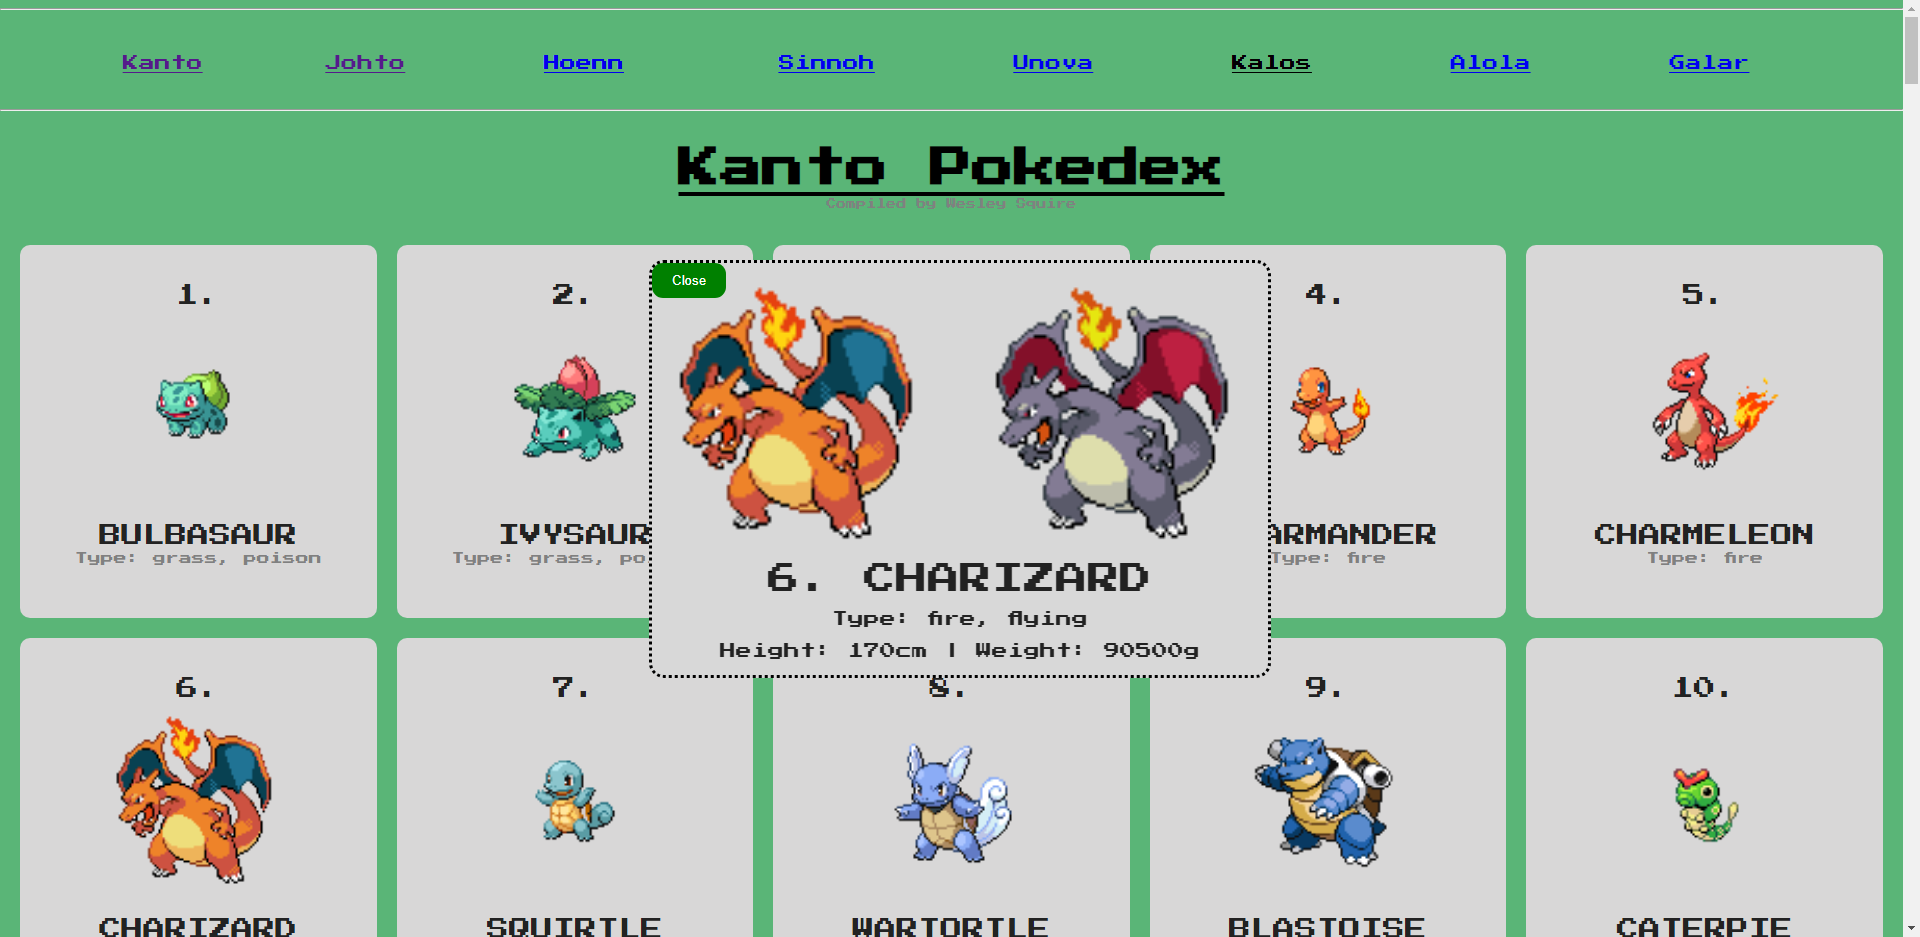 Kanto Johto Hoenn Sinnoh Unova Kalos Alola Galar
Kanto Pokedex
Compiled by Wesley Squire
1.
BULBASAUR
Type: grass, poison
2.
IVYSAUR
Type: grass, po
Close
6. CHARIZARD
Type: fire, flying
Height: 170cm | Weight: 90500g
4.
ARMANDER
Type: fire
5.
CHARMELEON
Type: fire
6.
CHARIZARD
7.
SQUIRTLE
8.
WARTORTLE
9.
BLASTOISE
10.
CATERPIE